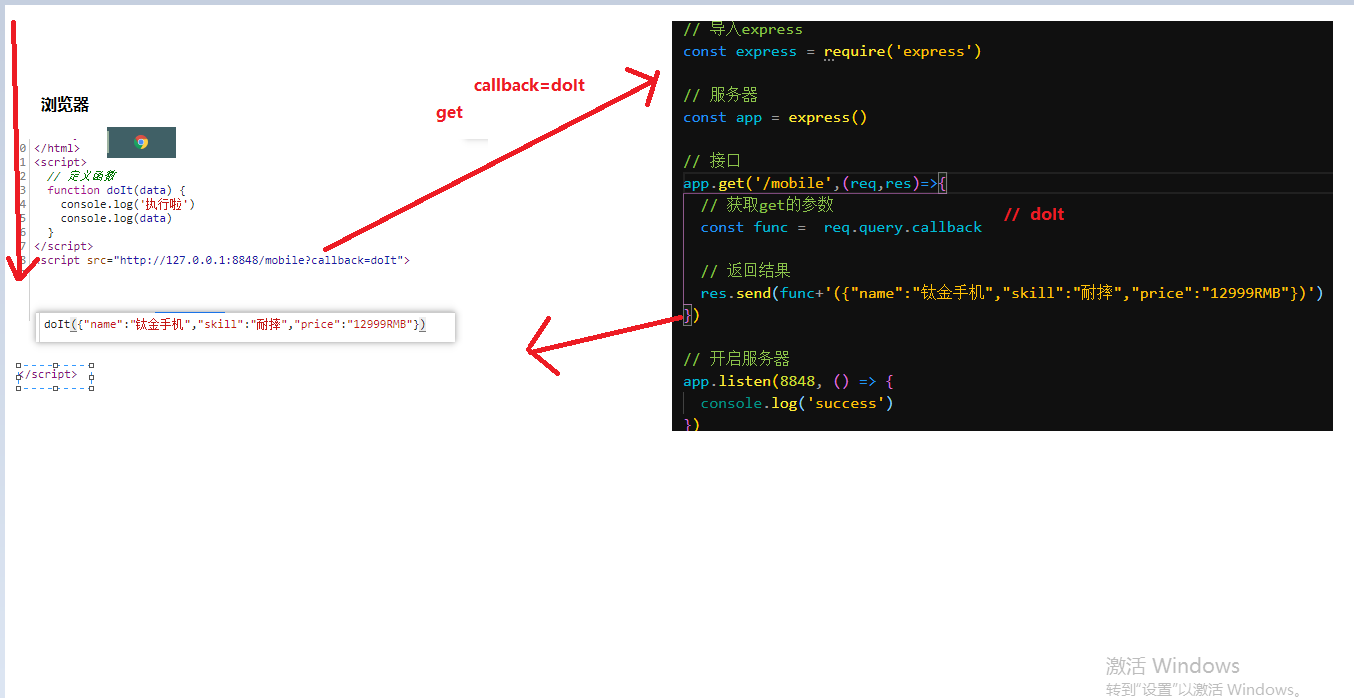 浏览器
callback=doIt
get
0 </html>
1 <script>
2 // 定义函数
3 function doIt(data) {
4 console.log('执行啦')
5 console.log(data)
6 }
7 </script>
8 script src="http://127.0.0.1:8848/mobile?callback=doIt">
doIt({"name":"钛金手机","skill":"耐摔","price":"12999RMB"})
</script>
// 导入express
const express = require('express')
// 服务器
const app = express()
// 接口
app.get('/mobile',(req,res)=>{
// 获取get的参数
// doIt
const func = req.query.callback
// 返回结果
res.send(func+'({"name":"钛金手机","skill":"耐摔","price":"12999RMB"})')
})
// 开启服务器
app.listen(8848, () => {
console.log('success')
})
激活 Windows
转到"设置"以激活 Windows。